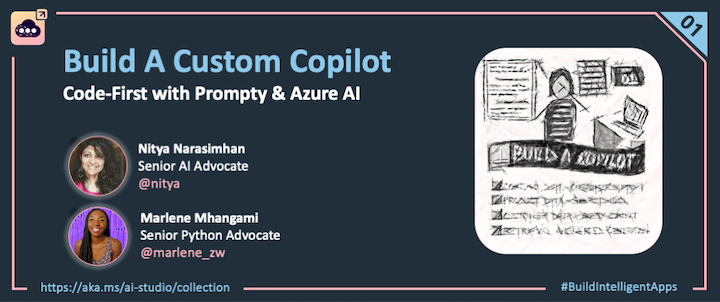 01
Build A Custom Copilot
Code-First with Prompty & Azure AI
Nitya Narasimhan
Senior AI Advocate
@nitya
Marlene Mhangami
Senior Python Advocate
@marlene_zw
BUILD A COPILOT
https://aka.ms/ai-studio/collection
#BuildIntelligentApps